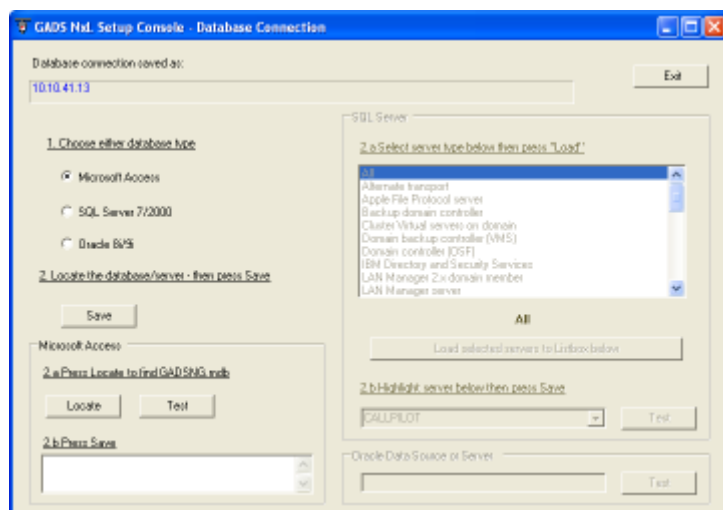 GADS NxL Setup Console - Database Connection
Database connection saved as:
10.10.41.13
Exit
1. Choose either database type
Microsoft Access
SQL Server 7/2000
Oracle 8i/9i
2. Locate the database/server - then press Save
Save
Microsoft Access
2.a Press Locate to find GADSNG.mdb
Locate
Test
2.b Press Save
SQL Server
2.a Select server type below then press "Load"
All
Alternate transport
Apple File Protocol server
Backup domain controller
Cluster Virtual servers on domain
Domain backup controller (VMS)
Domain controller (OSF)
IBM Directory and Security Services
LAN Manager 2.x domain member
LAN Manager server
All
Load selected servers to Listbox below
2.b Highlight server below then press Save
CALLPILOT
Test
Oracle Data Source or Server
Test